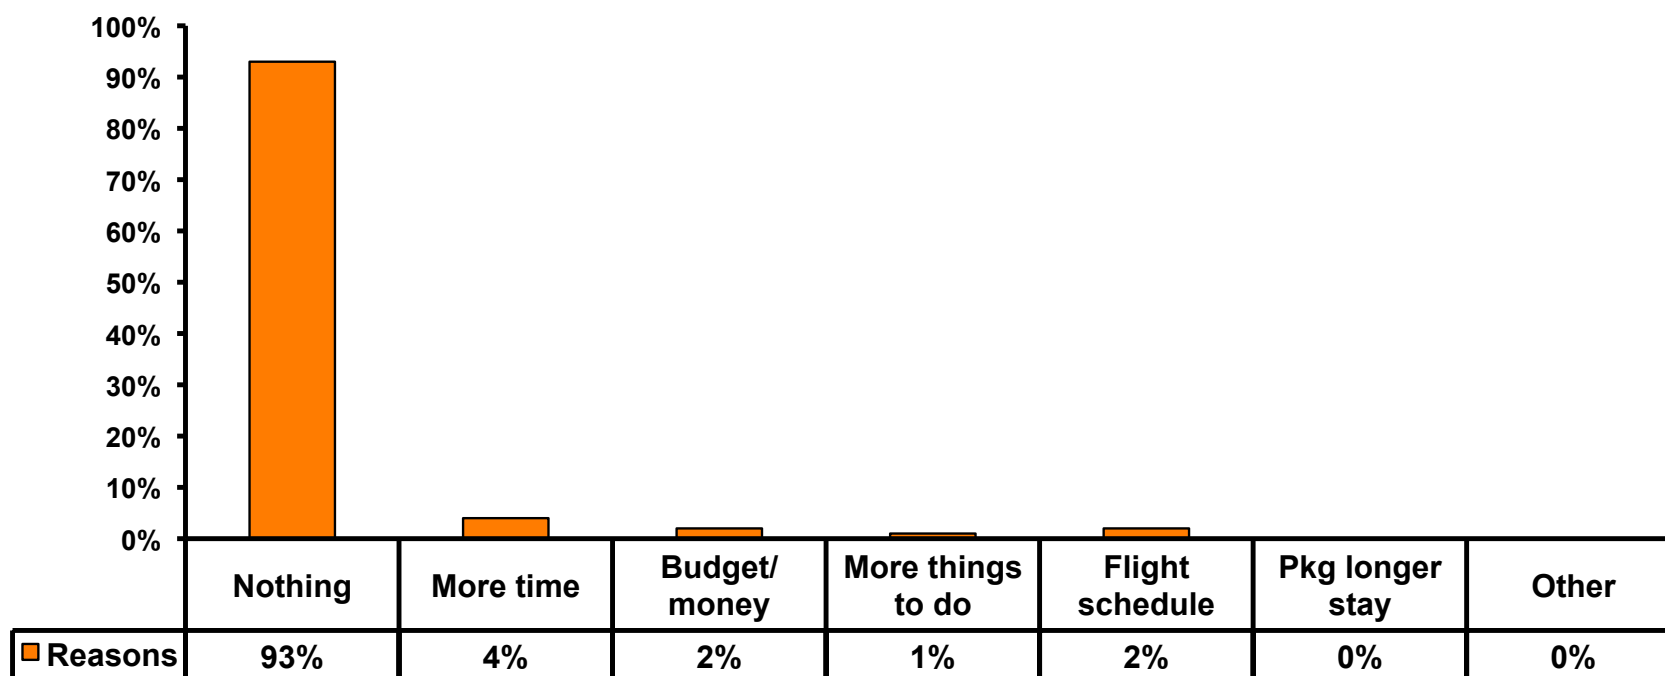 100%
90%
80%
70%
60%
50%
40%
30%
20%
10%
0%
Nothing
More time
Budget/
money
More things
to do
Flight
schedule
Pkg longer
stay
Other
Reasons 93% 4% 2% 1% 2% 0% 0%